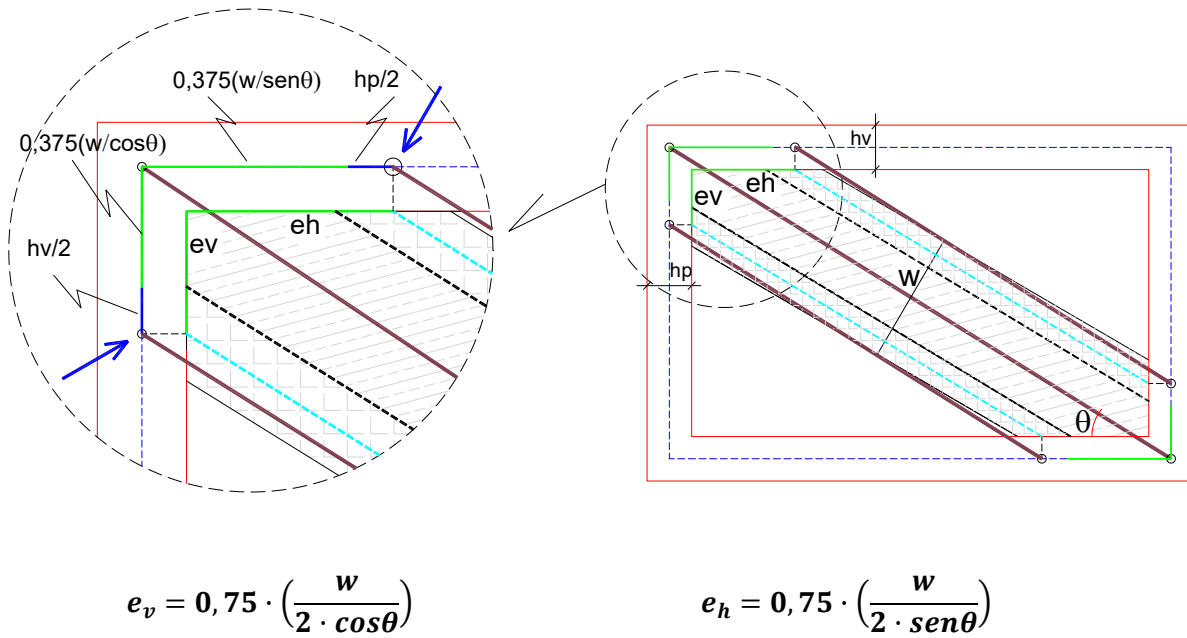 0,375(w/senθ)
hp/2
0,375(w/cosθ)
eh
ev
hv/2
hv
eh
ev
w
hp
θ
e_v = 0,75 · (w / (2 · cosθ))
e_h = 0,75 · (w / (2 · senθ))